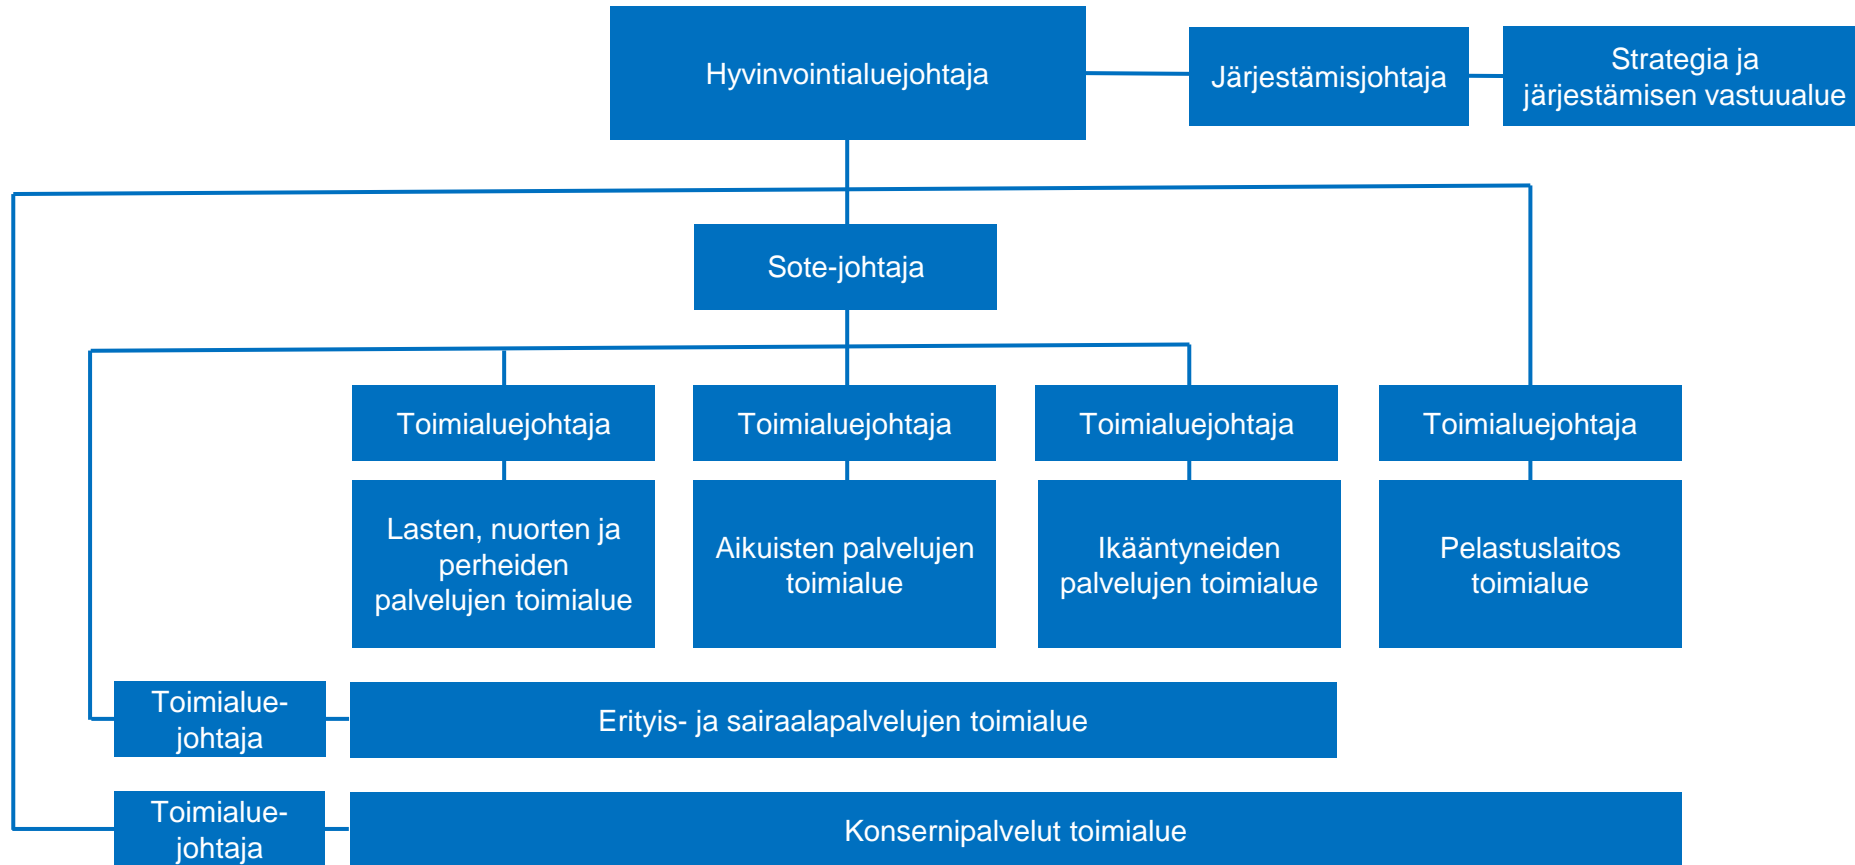 Hyvinvointialuejohtaja
Järjestämisjohtaja
Strategia ja
järjestämisen vastuualue
Sote-johtaja
Toimialuejohtaja
Toimialuejohtaja
Toimialuejohtaja
Toimialuejohtaja
Lasten, nuorten ja
perheiden
palvelujen toimialue
Aikuisten palvelujen
toimialue
Ikääntyneiden
palvelujen toimialue
Pelastuslaitos
toimialue
Toimialue-
johtaja
Erityis- ja sairaalapalvelujen toimialue
Toimialue-
johtaja
Konsernipalvelut toimialue